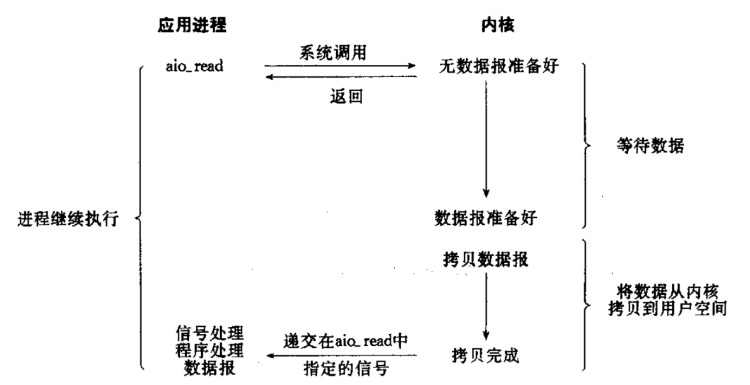 应用进程
内核
aio_read
系统调用
无数据报准备好
返回
等待数据
进程继续执行
数据报准备好
拷贝数据报
将数据从内核
拷贝到用户空间
信号处理
程序处理
数据报
递交在aio_read中
指定的信号
拷贝完成